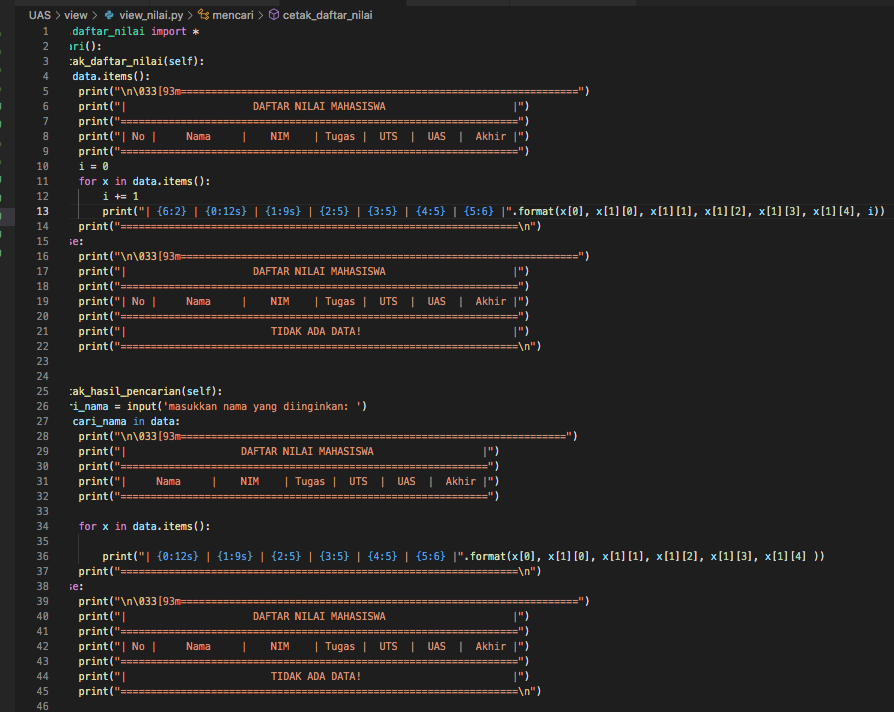 UAS > view > view_nilai.py > mencari > cetak_daftar_nilai
1 .daftar_nilai import *
2 ari():
3 tak_daftar_nilai(self):
4 data.items():
5 print("\n\033[93m==================================================================")
6 print("| DAFTAR NILAI MAHASISWA |")
7 print("==================================================================")
8 print("| No | Nama | NIM | Tugas | UTS | UAS | Akhir |")
9 print("==================================================================")
10 i = 0
11 for x in data.items():
12 i += 1
13 print("| {6:2} | {0:12s} | {1:9s} | {2:5} | {3:5} | {4:5} | {5:6} |".format(x[0], x[1][0], x[1][1], x[1][2], x[1][3], x[1][4], i))
14 print("==================================================================\n")
15 se:
16 print("\n\033[93m==================================================================")
17 print("| DAFTAR NILAI MAHASISWA |")
18 print("==================================================================")
19 print("| No | Nama | NIM | Tugas | UTS | UAS | Akhir |")
20 print("==================================================================")
21 print("| TIDAK ADA DATA! |")
22 print("==================================================================\n")
23
24
25 tak_hasil_pencarian(self):
26 ri_nama = input('masukkan nama yang diinginkan: ')
27 cari_nama in data:
28 print("\n\033[93m================================================================")
29 print("| DAFTAR NILAI MAHASISWA |")
30 print("=============================================================")
31 print("| Nama | NIM | Tugas | UTS | UAS | Akhir |")
32 print("=============================================================")
33
34 for x in data.items():
35
36 print("| {0:12s} | {1:9s} | {2:5} | {3:5} | {4:5} | {5:6} |".format(x[0], x[1][0], x[1][1], x[1][2], x[1][3], x[1][4] ))
37 print("==================================================================\n")
38 se:
39 print("\n\033[93m==================================================================")
40 print("| DAFTAR NILAI MAHASISWA |")
41 print("==================================================================")
42 print("| No | Nama | NIM | Tugas | UTS | UAS | Akhir |")
43 print("==================================================================")
44 print("| TIDAK ADA DATA! |")
45 print("==================================================================\n")
46